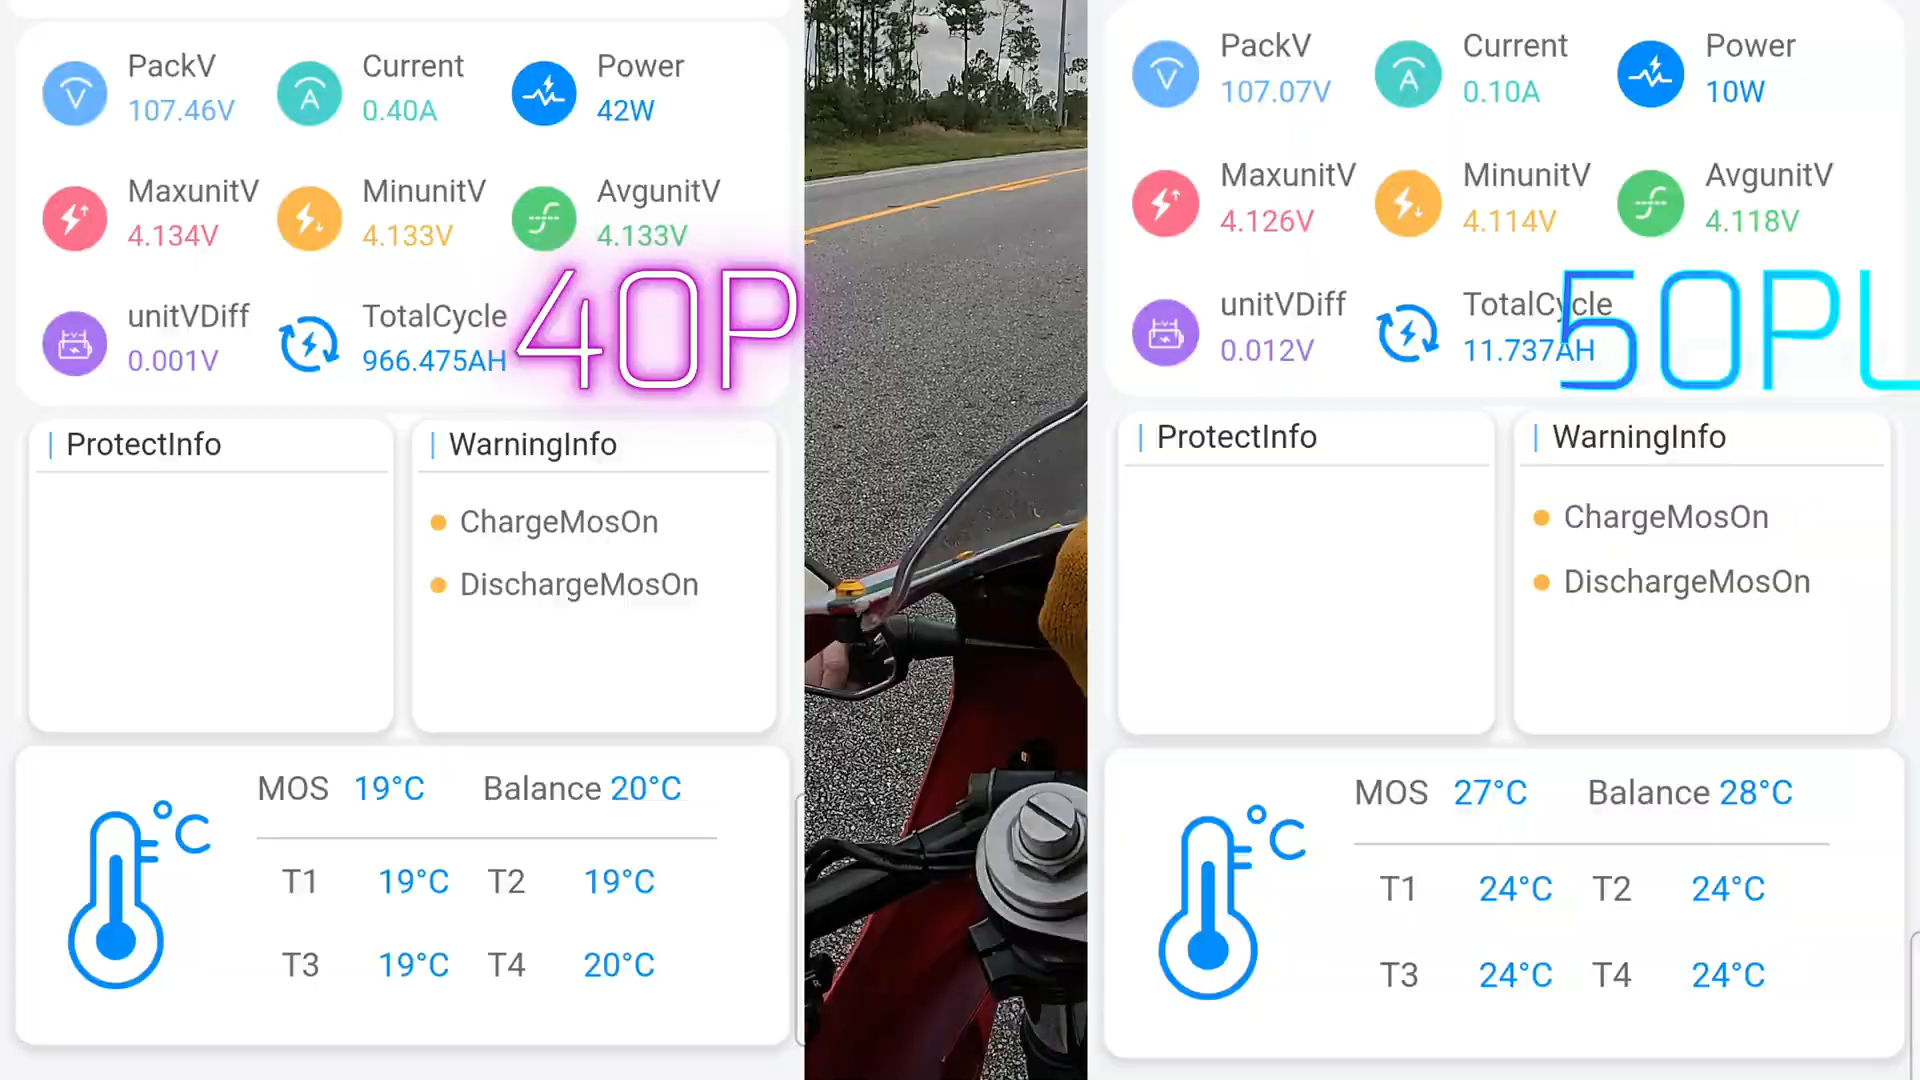 PackV
107.46V
Current
0.40A
Power
42W
MaxunitV
4.134V
MinunitV
4.133V
AvgunitV
4.133V
unitVDiff
0.001V
TotalCycle
966.475AH
40P
ProtectInfo
WarningInfo
ChargeMosOn
DischargeMosOn
MOS 19°C Balance 20°C
°C
T1 19°C T2 19°C
T3 19°C T4 20°C
PackV
107.07V
Current
0.10A
Power
10W
MaxunitV
4.126V
MinunitV
4.114V
AvgunitV
4.118V
unitVDiff
0.012V
TotalCycle
11.737AH
50PL
ProtectInfo
WarningInfo
ChargeMosOn
DischargeMosOn
MOS 27°C Balance 28°C
°C
T1 24°C T2 24°C
T3 24°C T4 24°C